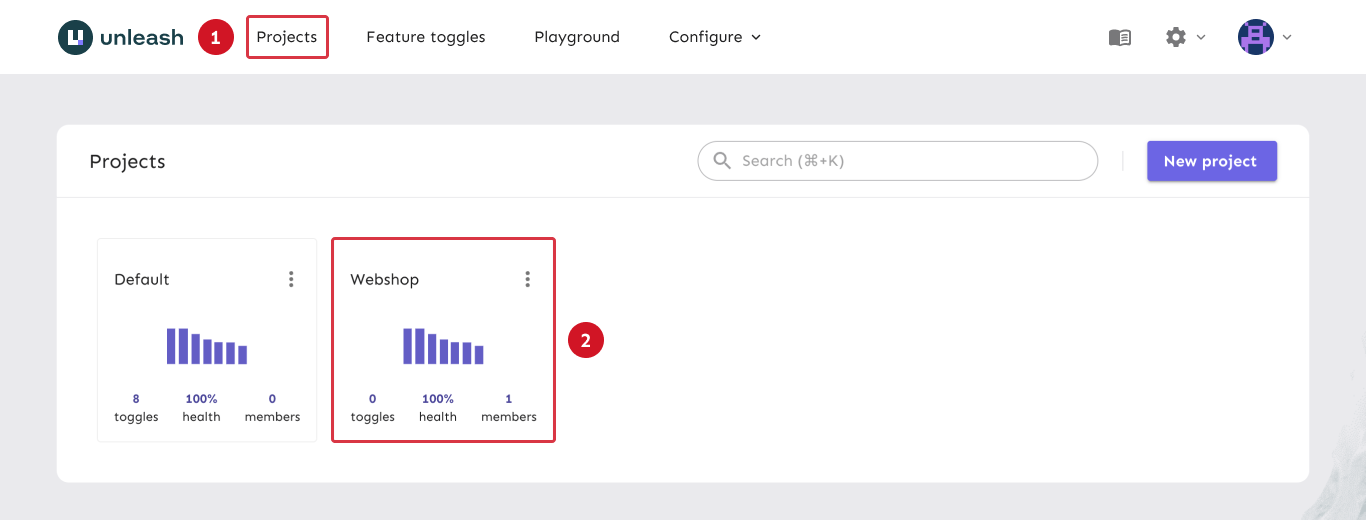 unleash 1 Projects Feature toggles Playground Configure
Projects Search (⌘+K) New project
Default
8 100% 0
toggles health members
Webshop
0 100% 1
toggles health members
2